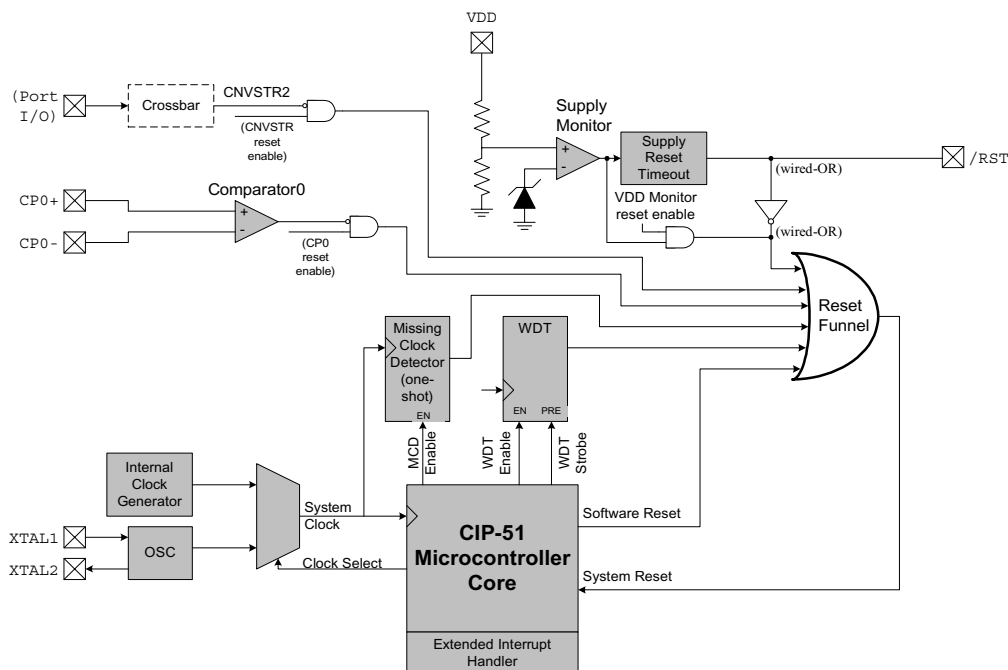 VDD
(Port
I/O)
Crossbar
CNVSTR2
(CNVSTR
reset
enable)
Supply
Monitor
+
-
Supply
Reset
Timeout
(wired-OR)
/RST
VDD Monitor
reset enable
(wired-OR)
CP0+
CP0-
Comparator0
+
-
(CP0
reset
enable)
Reset
Funnel
Missing
Clock
Detector
(one-
shot)
EN
WDT
EN
PRE
MCD
Enable
WDT
Enable
WDT
Strobe
Internal
Clock
Generator
System
Clock
XTAL1
XTAL2
OSC
Clock Select
CIP-51
Microcontroller
Core
Software Reset
System Reset
Extended Interrupt
Handler